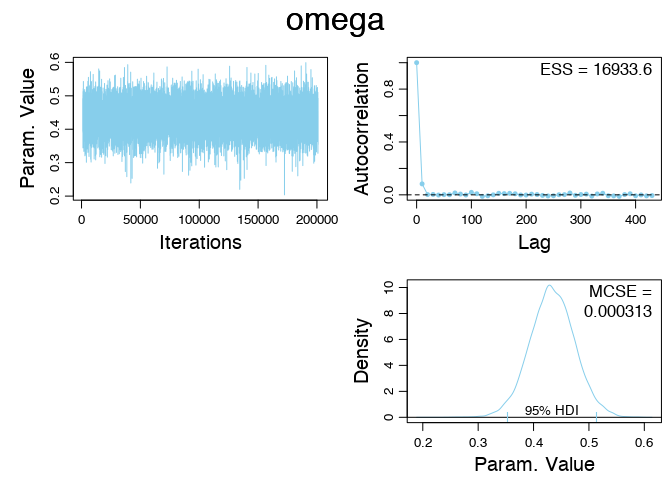 omega
0.2 0.3 0.4 0.5 0.6
Param. Value
0 50000 100000 150000 200000
Iterations
ESS = 16933.6
0.0 0.4 0.8
Autocorrelation
0 100 200 300 400
Lag
MCSE =
0.000313
0 2 4 6 8 10
Density
95% HDI
0.2 0.3 0.4 0.5 0.6
Param. Value